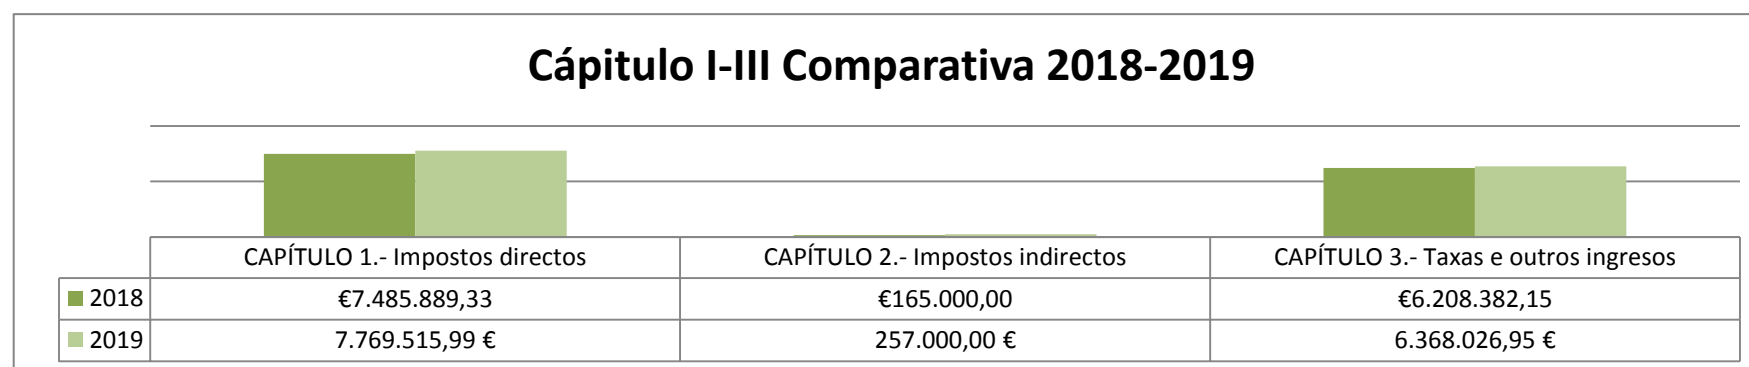 Cápitulo I-III Comparativa 2018-2019
CAPÍTULO 1.- Impostos directos CAPÍTULO 2.- Impostos indirectos CAPÍTULO 3.- Taxas e outros ingresos
2018 €7.485.889,33 €165.000,00 €6.208.382,15
2019 7.769.515,99 € 257.000,00 € 6.368.026,95 €